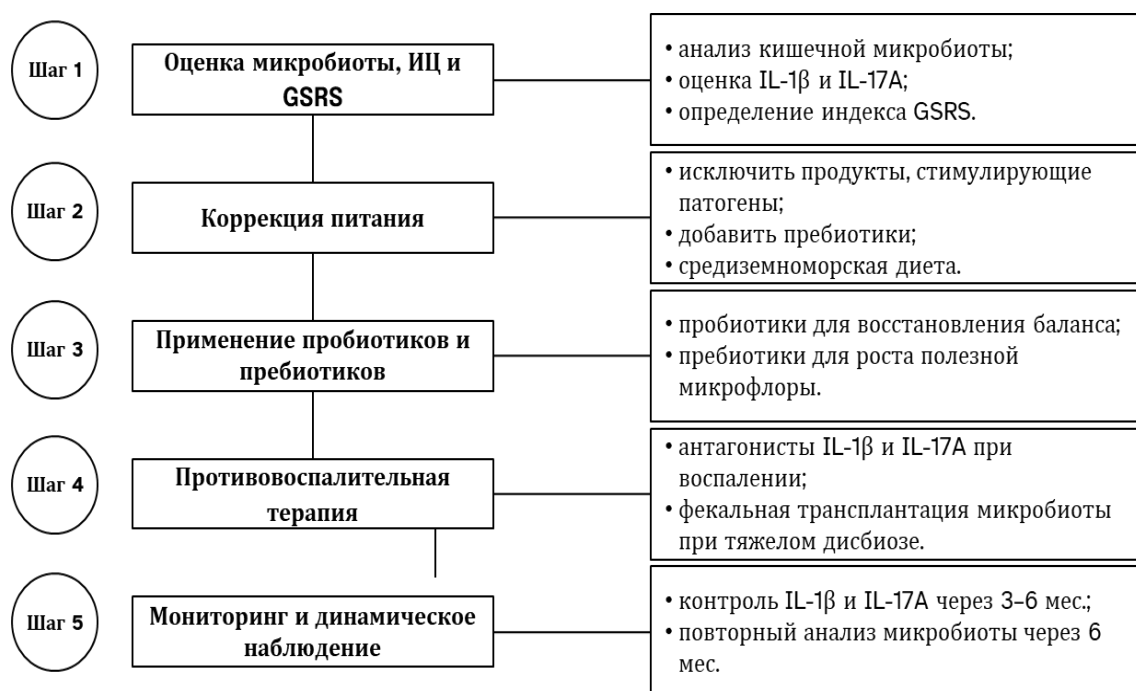 Шаг 1
Оценка микробиоты, ИЦ и
GSRS
• анализ кишечной микробиоты;
• оценка IL-1β и IL-17A;
• определение индекса GSRS.
Шаг 2
Коррекция питания
• исключить продукты, стимулирующие
патогены;
• добавить пребиотики;
• средиземноморская диета.
Шаг 3
Применение пробиотиков и
пребиотиков
• пробиотики для восстановления баланса;
• пребиотики для роста полезной
микрофлоры.
Шаг 4
Противовоспалительная
терапия
• антагонисты IL-1β и IL-17A при
воспалении;
• фекальная трансплантация микробиоты
при тяжелом дисбиозе.
Шаг 5
Мониторинг и динамическое
наблюдение
• контроль IL-1β и IL-17A через 3–6 мес.;
• повторный анализ микробиоты через 6
мес.